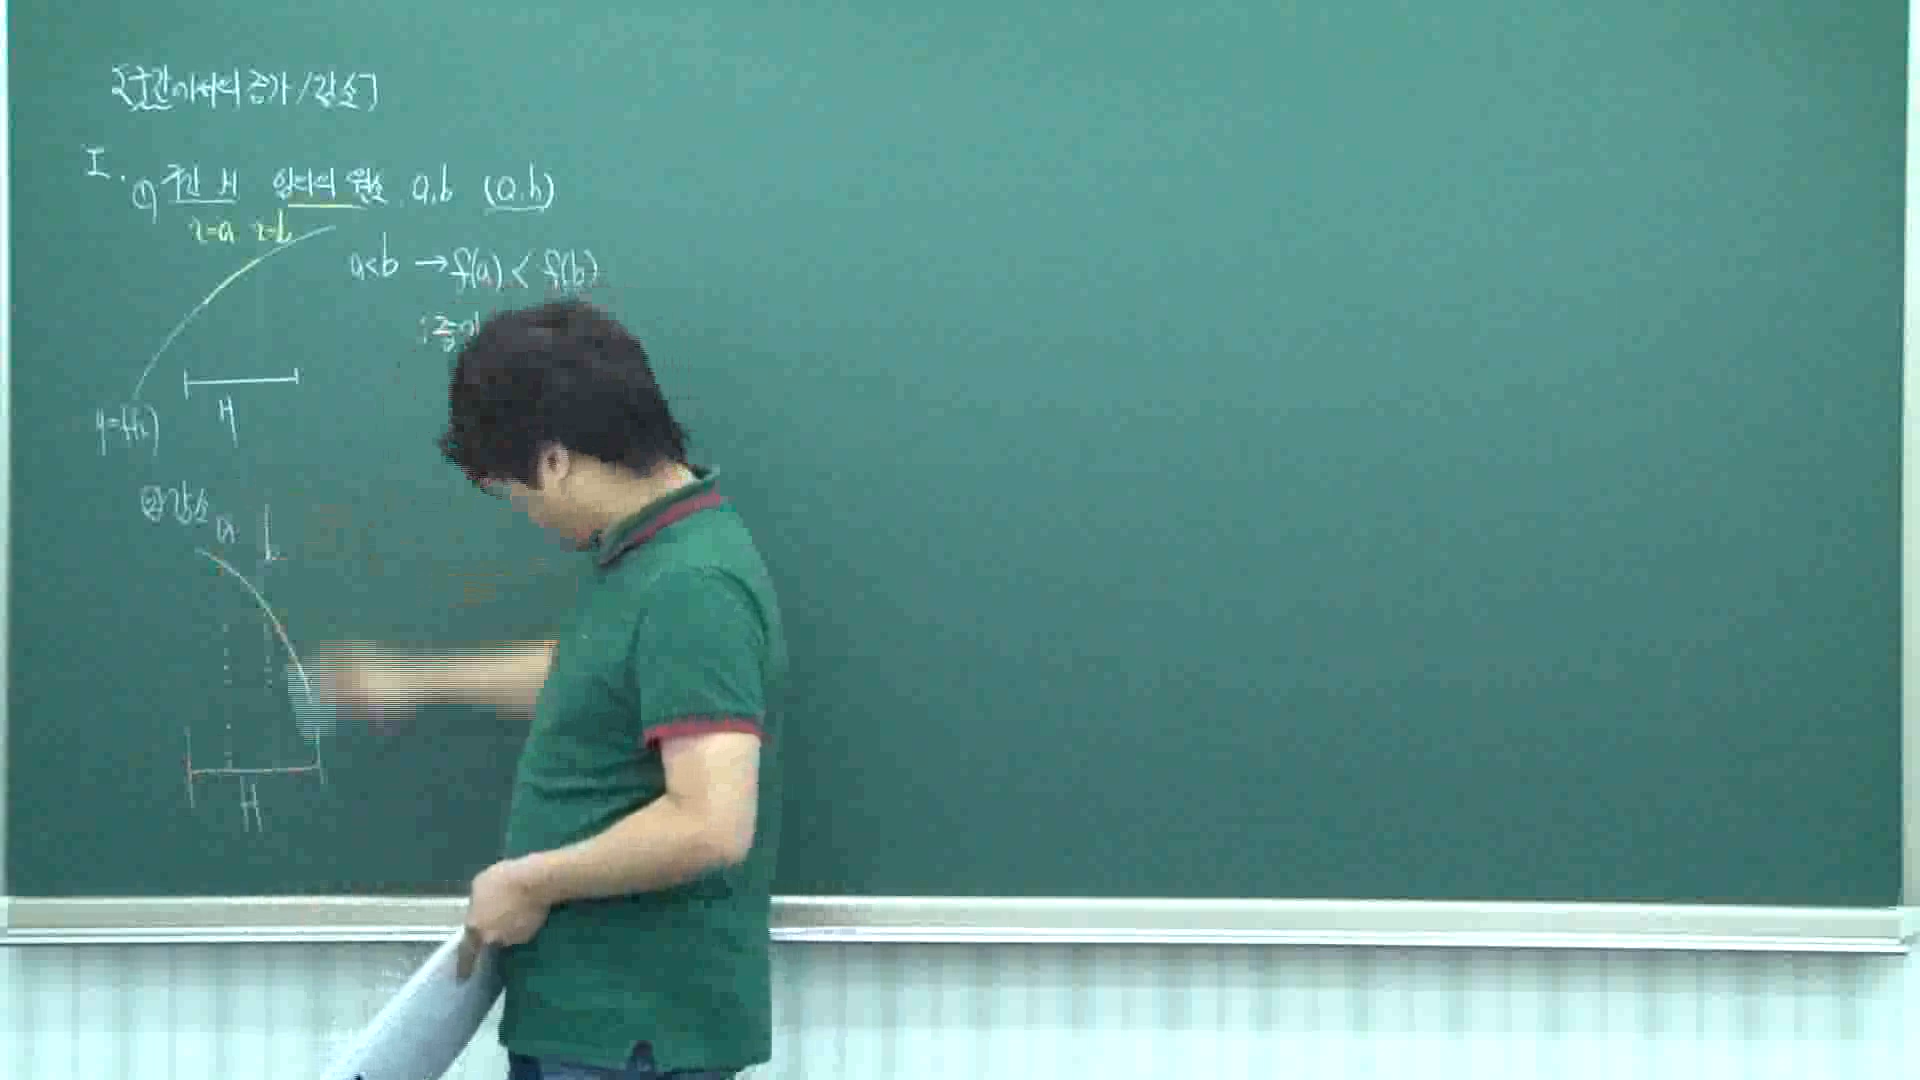 구간에서의 증가/감소
I.
① 구간 H 임의의 원소 a,b (a,b)
x=a x=b
a<b → f(a) < f(b)
: 증가
H
y=f(x)
② 감소
a b
H